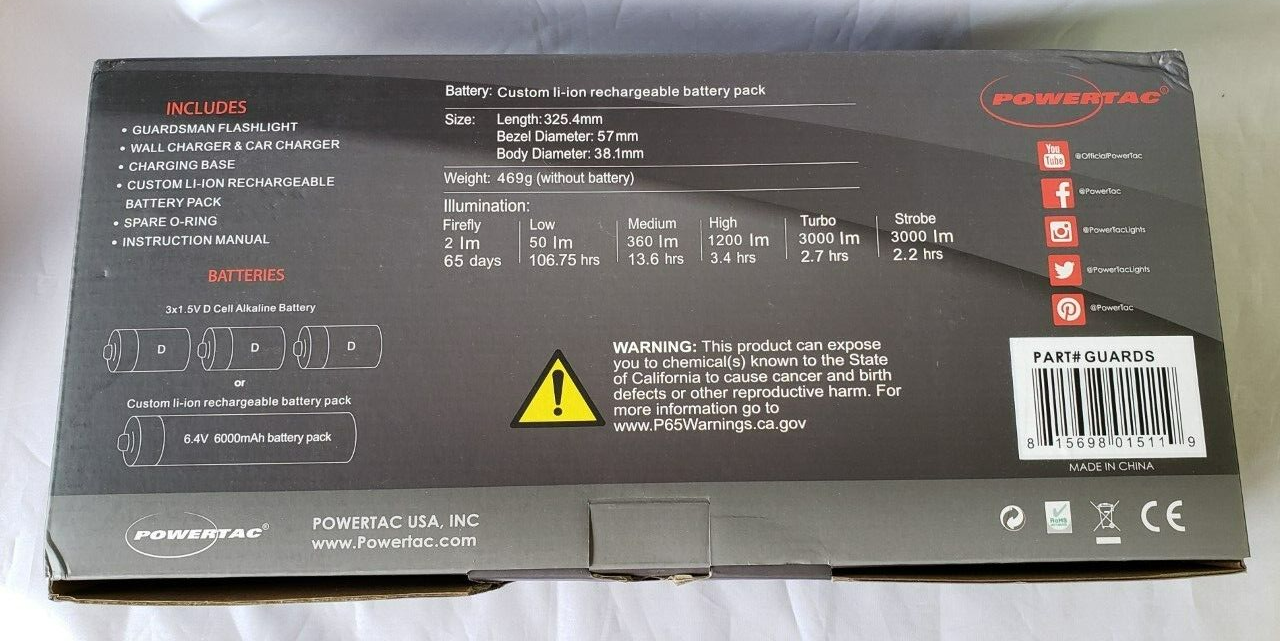 INCLUDES
• GUARDSMAN FLASHLIGHT
• WALL CHARGER & CAR CHARGER
• CHARGING BASE
• CUSTOM LI-ION RECHARGEABLE
BATTERY PACK
• SPARE O-RING
• INSTRUCTION MANUAL
BATTERIES
3x1.5V D Cell Alkaline Battery
D D D
or
Custom li-ion rechargeable battery pack
6.4V 6000mAh battery pack
Battery: Custom li-ion rechargeable battery pack
Size: Length:325.4mm
Bezel Diameter: 57mm
Body Diameter: 38.1mm
Weight: 469g (without battery)
Illumination:
Firefly Low Medium High Turbo Strobe
2 lm 50 lm 360 lm 1200 lm 3000 lm 3000 lm
65 days 106.75 hrs 13.6 hrs 3.4 hrs 2.7 hrs 2.2 hrs
WARNING: This product can expose
you to chemical(s) known to the State
of California to cause cancer and birth
defects or other reproductive harm. For
more information go to
www.P65Warnings.ca.gov
POWERTAC®
You
Tube @OfficialPowerTac
f @PowerTac
@PowerTacLights
@PowerTacLights
@PowerTac
PART# GUARDS
8 15698 01511 9
MADE IN CHINA
POWERTAC®
POWERTAC USA, INC
www.Powertac.com
RoHS
CE